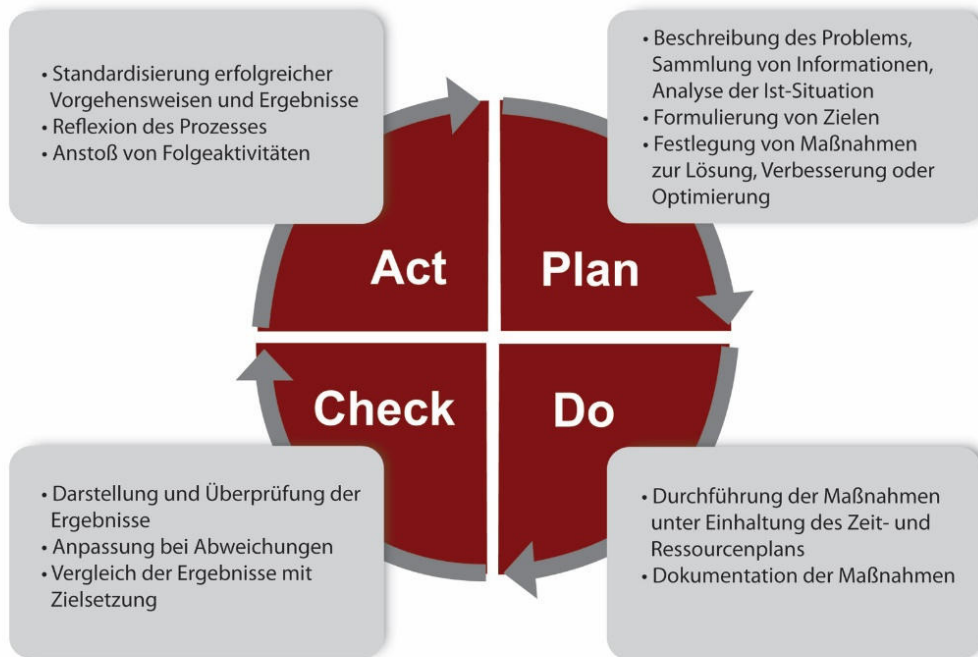 • Standardisierung erfolgreicher
Vorgehensweisen und Ergebnisse
• Reflexion des Prozesses
• Anstoß von Folgeaktivitäten
• Beschreibung des Problems,
Sammlung von Informationen,
Analyse der Ist-Situation
• Formulierung von Zielen
• Festlegung von Maßnahmen
zur Lösung, Verbesserung oder
Optimierung
Act
Plan
Check
Do
• Darstellung und Überprüfung der
Ergebnisse
• Anpassung bei Abweichungen
• Vergleich der Ergebnisse mit
Zielsetzung
• Durchführung der Maßnahmen
unter Einhaltung des Zeit- und
Ressourcenplans
• Dokumentation der Maßnahmen